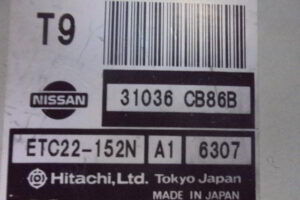 T9
NISSAN 31036 CB86B
ETC22-152N A1 6307
Hitachi,Ltd. Tokyo Japan
MADE IN JAPAN